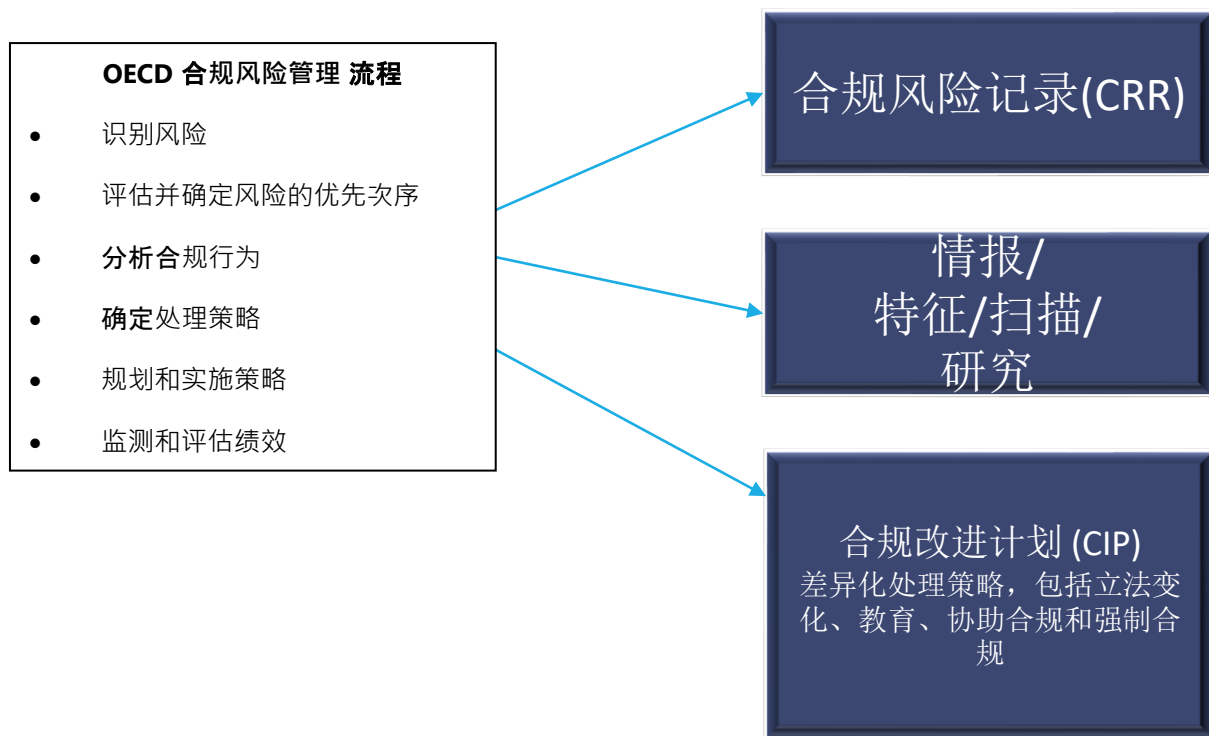 OECD 合规风险管理 流程
● 识别风险
● 评估并确定风险的优先次序
● 分析合规行为
● 确定处理策略
● 规划和实施策略
● 监测和评估绩效
合规风险记录(CRR)
情报/
特征/扫描/
研究
合规改进计划 (CIP)
差异化处理策略，包括立法变
化、教育、协助合规和强制合
规